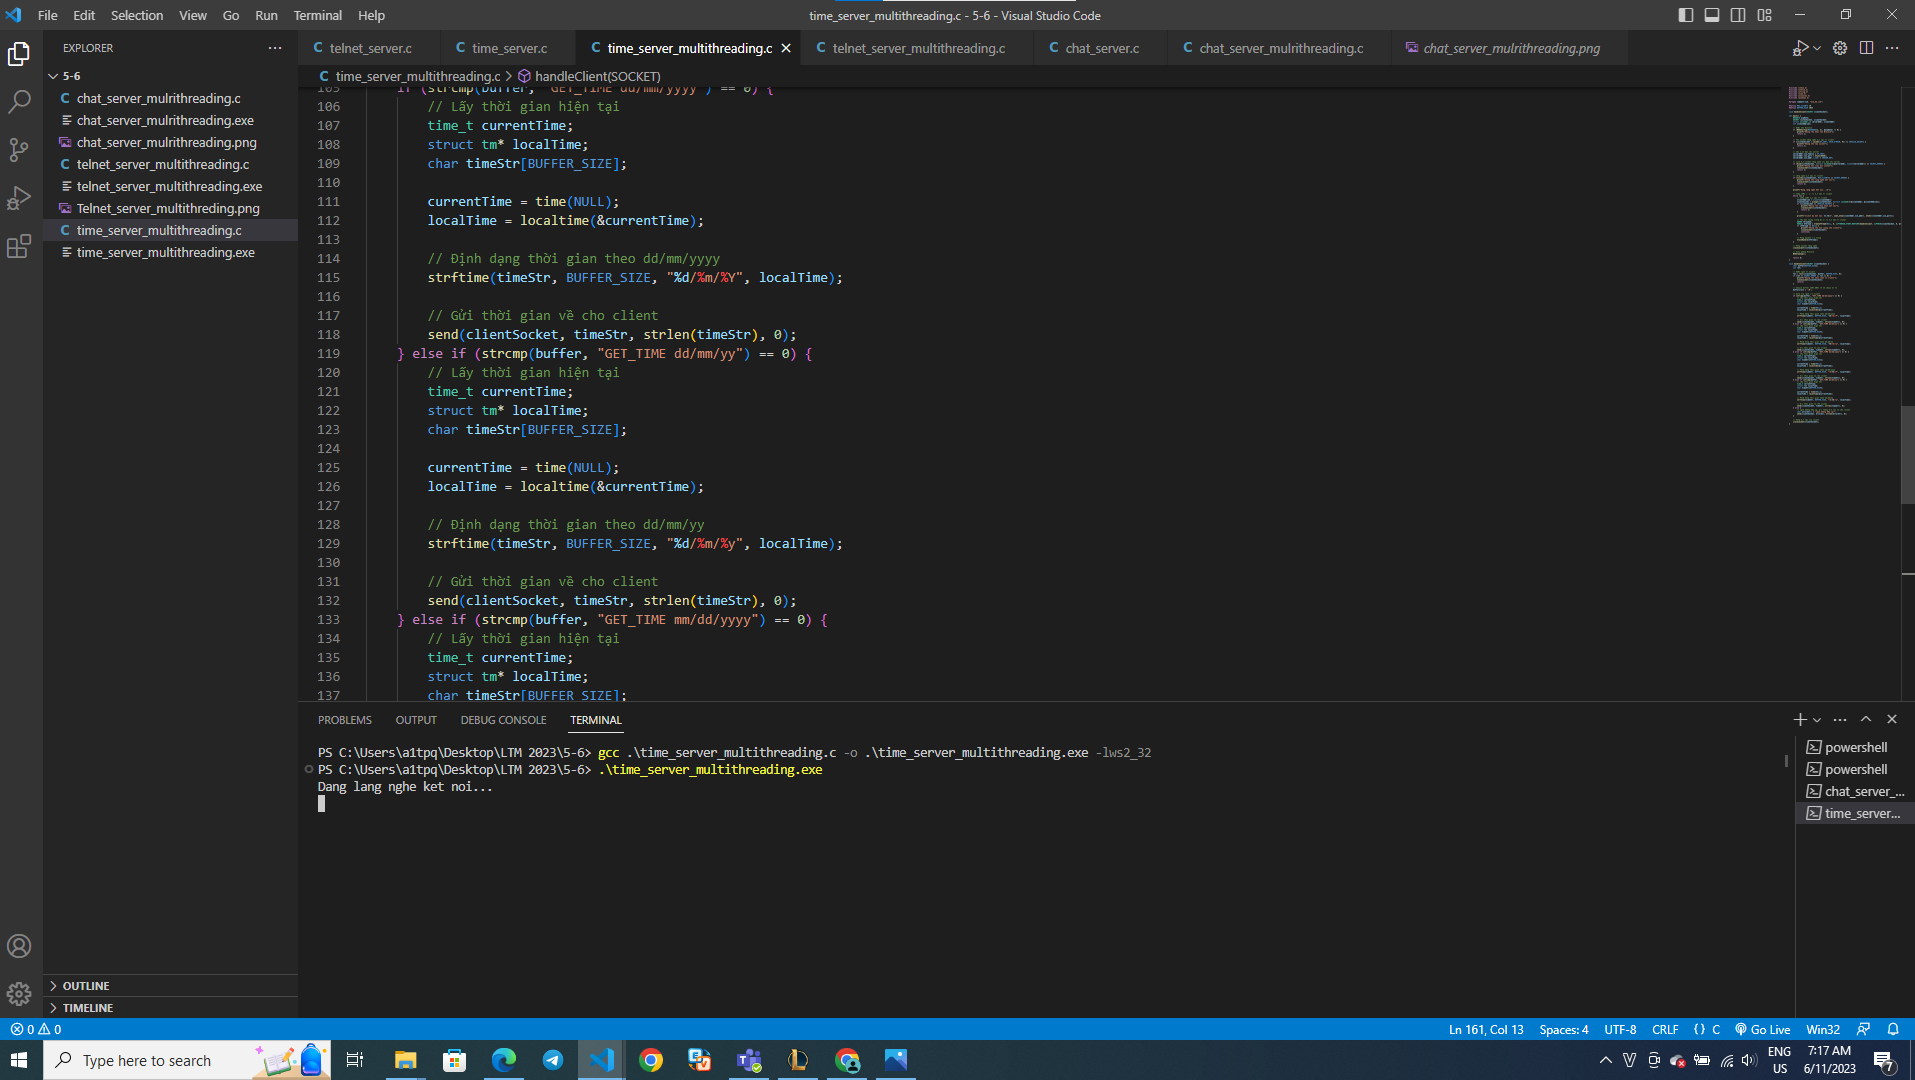 File Edit Selection View Go Run Terminal Help
time_server_multithreading.c - 5-6 - Visual Studio Code
EXPLORER
5-6
chat_server_mulrithreading.c
chat_server_mulrithreading.exe
chat_server_mulrithreading.png
telnet_server_multithreading.c
telnet_server_multithreading.exe
Telnet_server_multithreding.png
time_server_multithreading.c
time_server_multithreading.exe
OUTLINE
TIMELINE
telnet_server.c time_server.c time_server_multithreading.c telnet_server_multithreading.c chat_server.c chat_server_mulrithreading.c chat_server_mulrithreading.png
time_server_multithreading.c > handleClient(SOCKET)
105 if (strcmp(buffer, "GET_TIME dd/mm/yyyy") == 0) {
106 // Lấy thời gian hiện tại
107 time_t currentTime;
108 struct tm* localTime;
109 char timeStr[BUFFER_SIZE];
110
111 currentTime = time(NULL);
112 localTime = localtime(&currentTime);
113
114 // Định dạng thời gian theo dd/mm/yyyy
115 strftime(timeStr, BUFFER_SIZE, "%d/%m/%Y", localTime);
116
117 // Gửi thời gian về cho client
118 send(clientSocket, timeStr, strlen(timeStr), 0);
119 } else if (strcmp(buffer, "GET_TIME dd/mm/yy") == 0) {
120 // Lấy thời gian hiện tại
121 time_t currentTime;
122 struct tm* localTime;
123 char timeStr[BUFFER_SIZE];
124
125 currentTime = time(NULL);
126 localTime = localtime(&currentTime);
127
128 // Định dạng thời gian theo dd/mm/yy
129 strftime(timeStr, BUFFER_SIZE, "%d/%m/%y", localTime);
130
131 // Gửi thời gian về cho client
132 send(clientSocket, timeStr, strlen(timeStr), 0);
133 } else if (strcmp(buffer, "GET_TIME mm/dd/yyyy") == 0) {
134 // Lấy thời gian hiện tại
135 time_t currentTime;
136 struct tm* localTime;
137 char timeStr[BUFFER_SIZE];
PROBLEMS OUTPUT DEBUG CONSOLE TERMINAL
PS C:\Users\a1tpq\Desktop\LTM 2023\5-6> gcc .\time_server_multithreading.c -o .\time_server_multithreading.exe -lws2_32
PS C:\Users\a1tpq\Desktop\LTM 2023\5-6> .\time_server_multithreading.exe
Dang lang nghe ket noi...
powershell
powershell
chat_server_...
time_server...
0 0
Ln 161, Col 13 Spaces: 4 UTF-8 CRLF {} C Go Live Win32
Type here to search
ENG
US
7:17 AM
6/11/2023
7